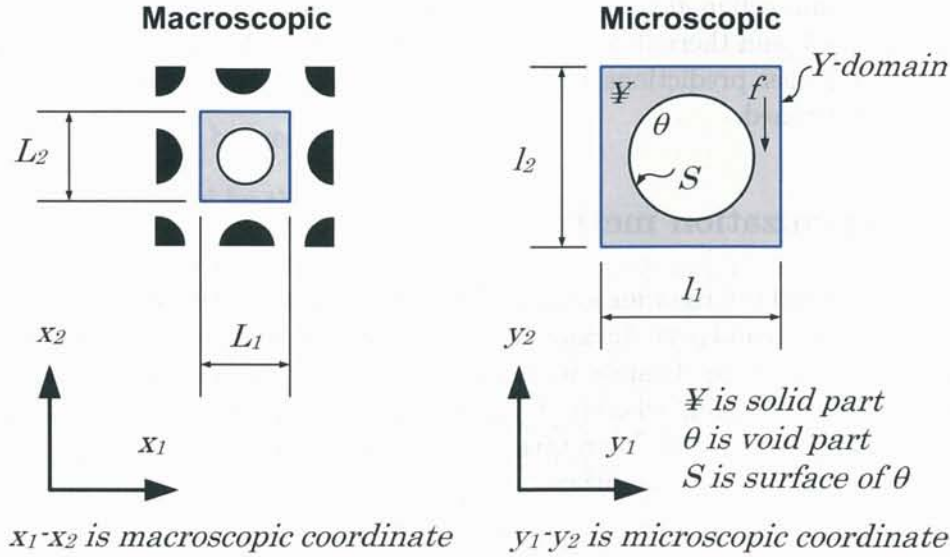 Macroscopic
Microscopic
L2
L1
x2
x1
x1-x2 is macroscopic coordinate
Y-domain
¥
f
θ
S
l2
l1
y2
y1
¥ is solid part
θ is void part
S is surface of θ
y1-y2 is microscopic coordinate